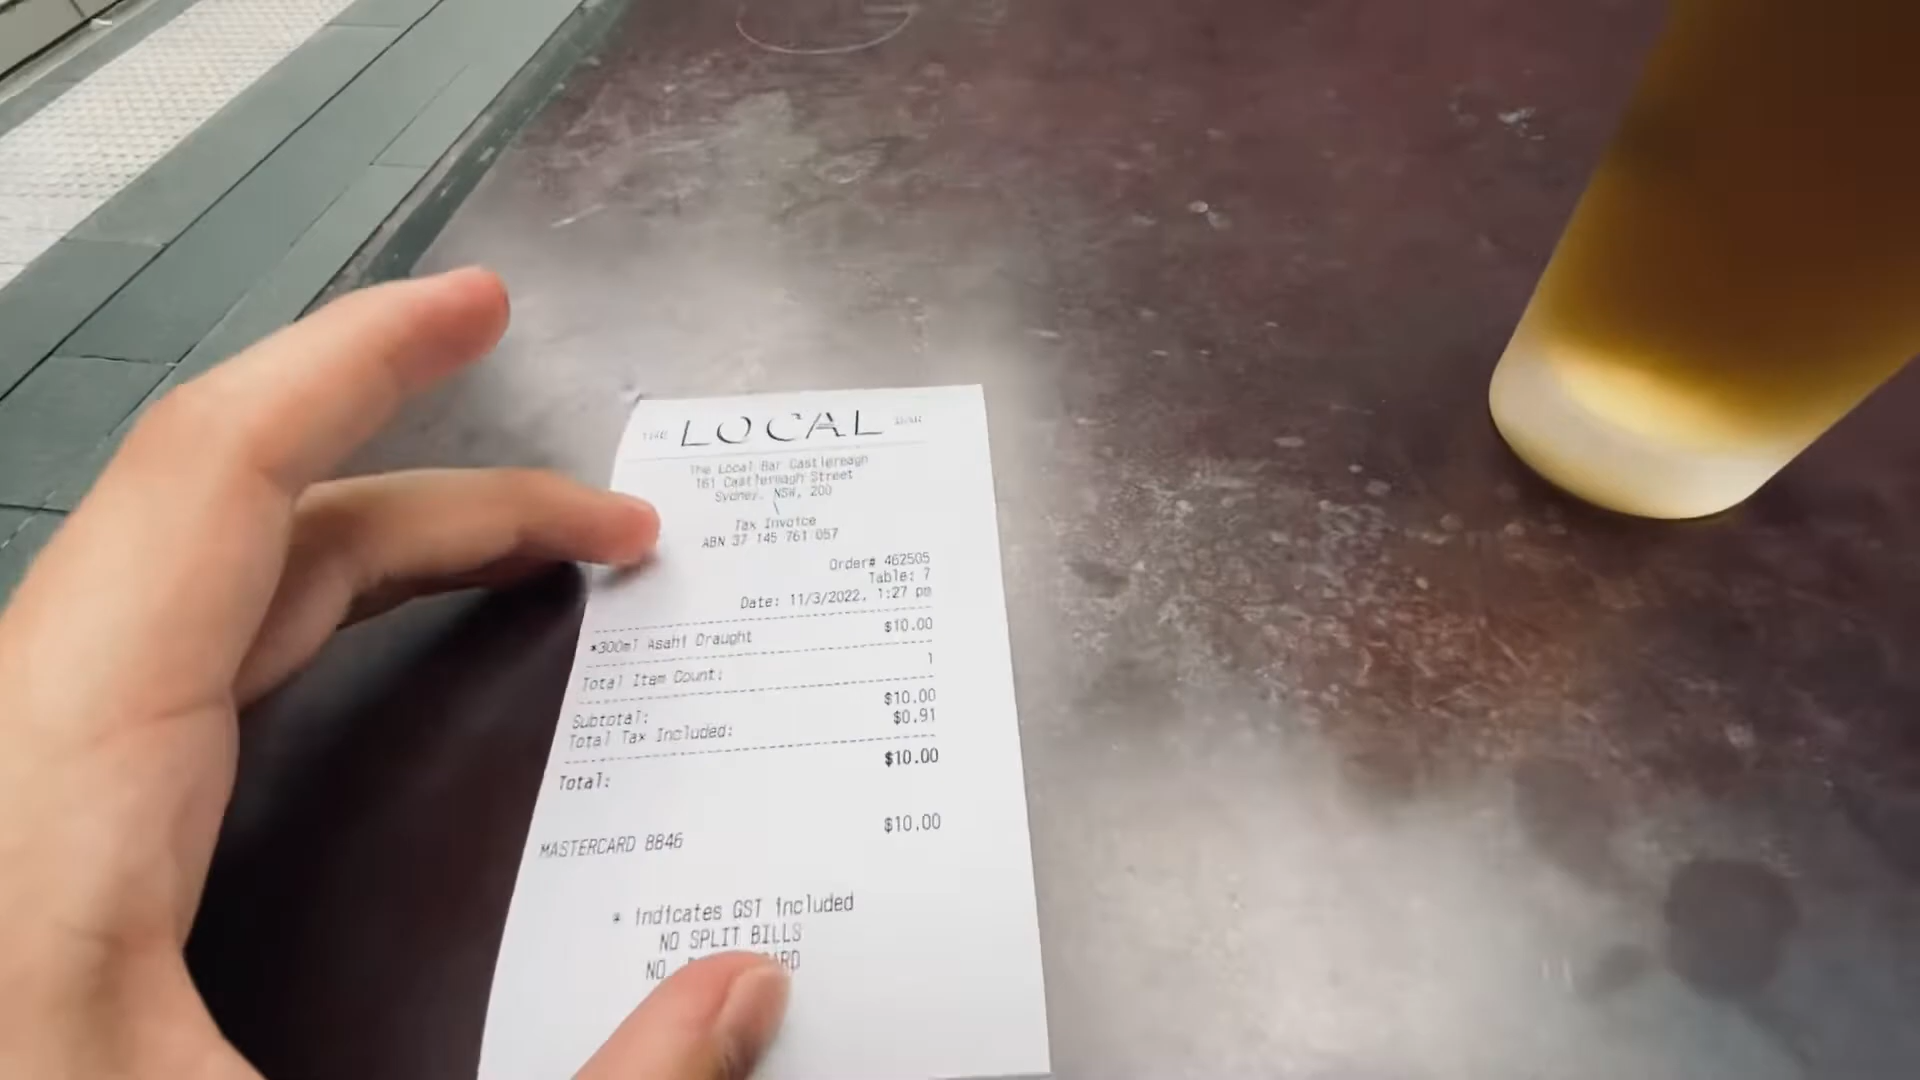 THE LOCAL BAR
The Local Bar Castlereagh
161 Castlereagh Street
Sydney, NSW, 200
\
Tax Invoice
ABN 37 145 761 057
Order# 462505
Table: 7
Date: 11/3/2022, 1:27 pm
*300ml Asahi Draught $10.00
Total Item Count: 1
Subtotal: $10.00
Total Tax Included: $0.91
Total: $10.00
MASTERCARD 8846 $10.00
* indicates GST included
NO SPLIT BILLS
NO